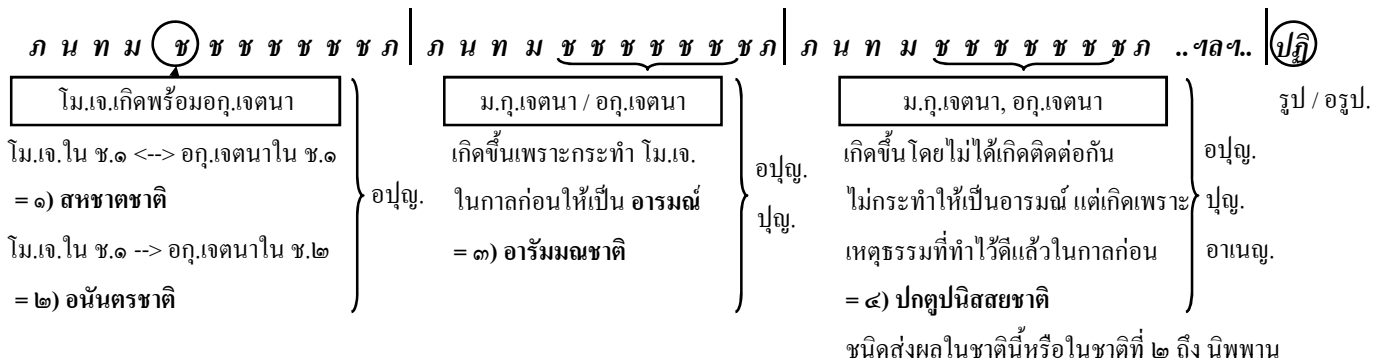 ภ น ท ม ช ช ช ช ช ช ช ภ | ภ น ท ม ช ช ช ช ช ช ช ภ | ภ น ท ม ช ช ช ช ช ช ช ภ ..ฯลฯ.. | ปฏิ
โม.เจ.เกิดพร้อมอกุ.เจตนา
โม.เจ.ใน ช.๑ <--> อกุ.เจตนาใน ช.๑
= ๑) สหชาตชาติ
โม.เจ.ใน ช.๑ --> อกุ.เจตนาใน ช.๒
= ๒) อนันตรชาติ
อปุญ.
ม.กุ.เจตนา / อกุ.เจตนา
เกิดขึ้นเพราะกระทำ โม.เจ.
ในกาลก่อนให้เป็น อารมณ์
= ๓) อารัมมณชาติ
อปุญ.
ปุญ.
ม.กุ.เจตนา, อกุ.เจตนา
เกิดขึ้นโดยไม่ได้เกิดติดต่อกัน
ไม่กระทำให้เป็นอารมณ์ แต่เกิดเพราะ
เหตุธรรมที่ทำไว้ดีแล้วในกาลก่อน
= ๔) ปกตูปนิสสยชาติ
ชนิดส่งผลในชาตินี้หรือในชาติที่ ๒ ถึง นิพพาน
อปุญ.
ปุญ.
อาเนญ.
รูป / อรูป.